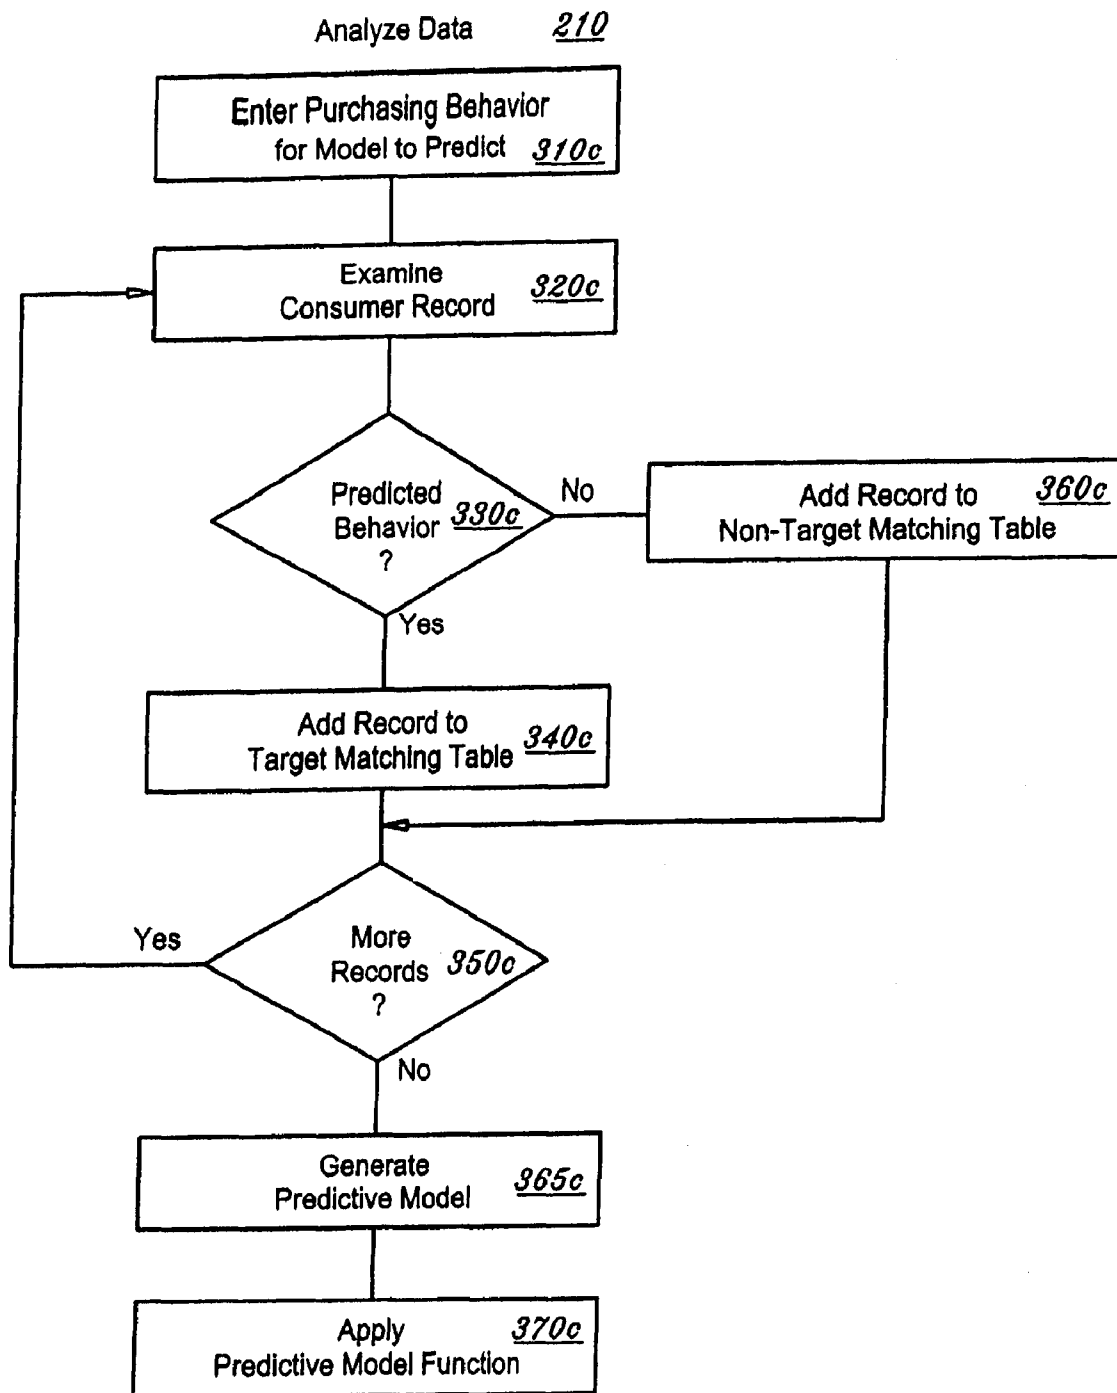 Analyze Data 210
Enter Purchasing Behavior
for Model to Predict 310c
Examine
Consumer Record 320c
Predicted
Behavior 330c
?
No
Add Record to 360c
Non-Target Matching Table
Yes
Add Record to
Target Matching Table 340c
Yes
More
Records 350c
?
No
Generate
Predictive Model 365c
Apply 370c
Predictive Model Function